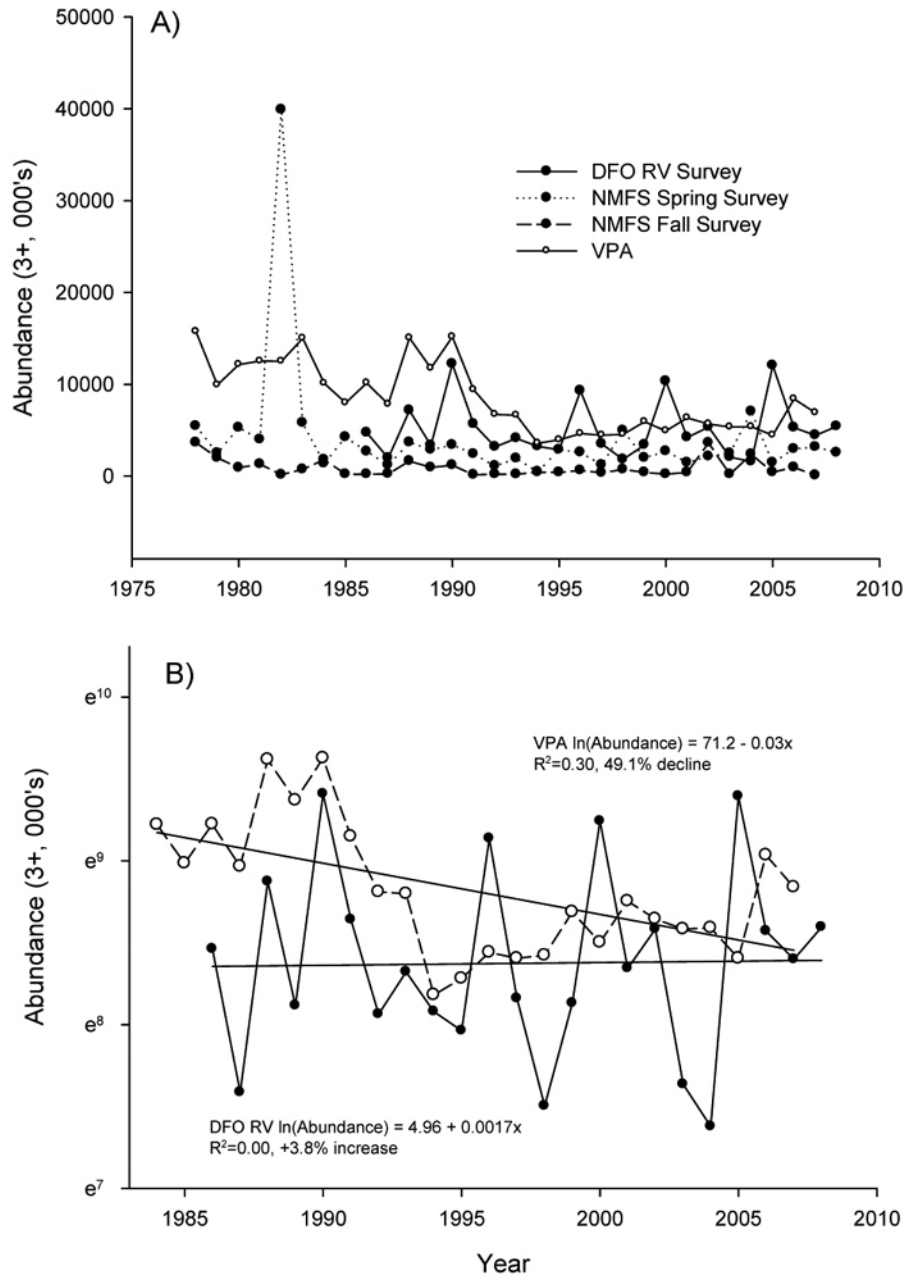 A)
50000
40000
30000
20000
10000
0
Abundance (3+, 000's)
DFO RV Survey
NMFS Spring Survey
NMFS Fall Survey
VPA
1975 1980 1985 1990 1995 2000 2005 2010
B)
e¹⁰
e⁹
e⁸
e⁷
Abundance (3+, 000's)
VPA ln(Abundance) = 71.2 - 0.03x
R²=0.30, 49.1% decline
DFO RV ln(Abundance) = 4.96 + 0.0017x
R²=0.00, +3.8% increase
1985 1990 1995 2000 2005 2010
Year